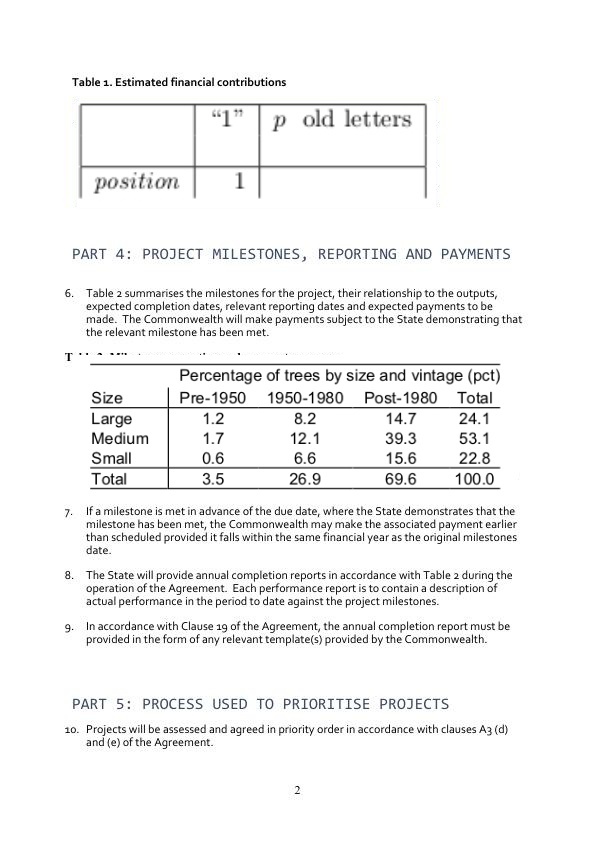 Table 1. Estimated financial contributions
“1” p old letters
position 1
PART 4: PROJECT MILESTONES, REPORTING AND PAYMENTS
6. Table 2 summarises the milestones for the project, their relationship to the outputs,
expected completion dates, relevant reporting dates and expected payments to be
made. The Commonwealth will make payments subject to the State demonstrating that
the relevant milestone has been met.
Percentage of trees by size and vintage (pct)
Size Pre-1950 1950-1980 Post-1980 Total
Large 1.2 8.2 14.7 24.1
Medium 1.7 12.1 39.3 53.1
Small 0.6 6.6 15.6 22.8
Total 3.5 26.9 69.6 100.0
7. If a milestone is met in advance of the due date, where the State demonstrates that the
milestone has been met, the Commonwealth may make the associated payment earlier
than scheduled provided it falls within the same financial year as the original milestones
date.
8. The State will provide annual completion reports in accordance with Table 2 during the
operation of the Agreement. Each performance report is to contain a description of
actual performance in the period to date against the project milestones.
9. In accordance with Clause 19 of the Agreement, the annual completion report must be
provided in the form of any relevant template(s) provided by the Commonwealth.
PART 5: PROCESS USED TO PRIORITISE PROJECTS
10. Projects will be assessed and agreed in priority order in accordance with clauses A3 (d)
and (e) of the Agreement.
2